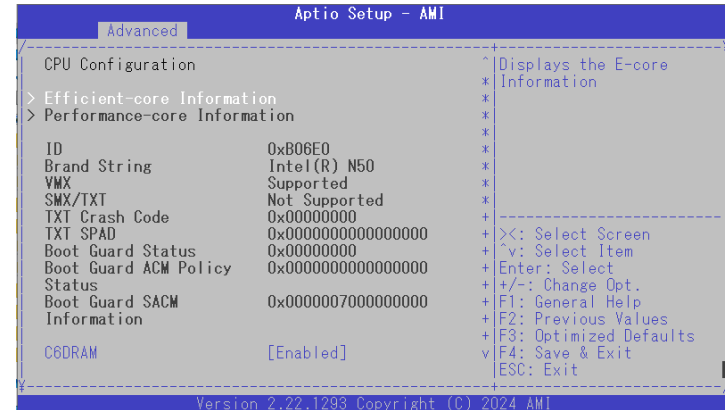 Aptio Setup - AMI
Advanced
CPU Configuration
> Efficient-core Information
> Performance-core Information
ID 0xB06E0
Brand String Intel(R) N50
VMX Supported
SMX/TXT Not Supported
TXT Crash Code 0x00000000
TXT SPAD 0x0000000000000000
Boot Guard Status 0x00000000
Boot Guard ACM Policy 0x0000000000000000
Status
Boot Guard SACM 0x0000007000000000
Information
C6DRAM [Enabled]
Displays the E-core
Information
><: Select Screen
^v: Select Item
Enter: Select
+/-: Change Opt.
F1: General Help
F2: Previous Values
F3: Optimized Defaults
F4: Save & Exit
ESC: Exit
Version 2.22.1293 Copyright (C) 2024 AMI